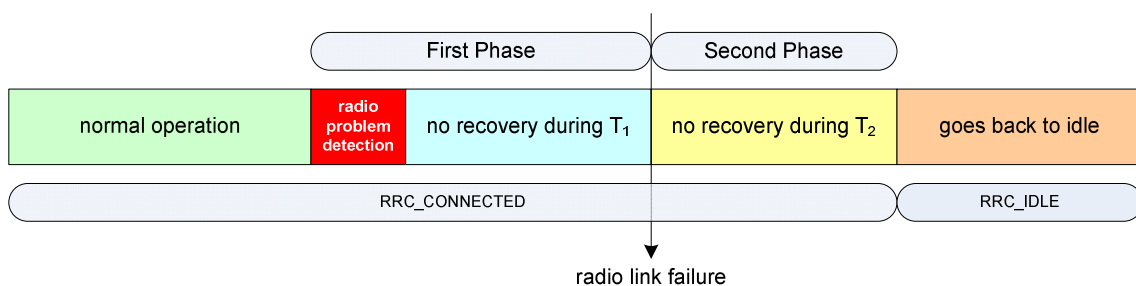 First Phase
Second Phase
normal operation
radio
problem
detection
no recovery during T₁
no recovery during T₂
goes back to idle
RRC_CONNECTED
RRC_IDLE
radio link failure